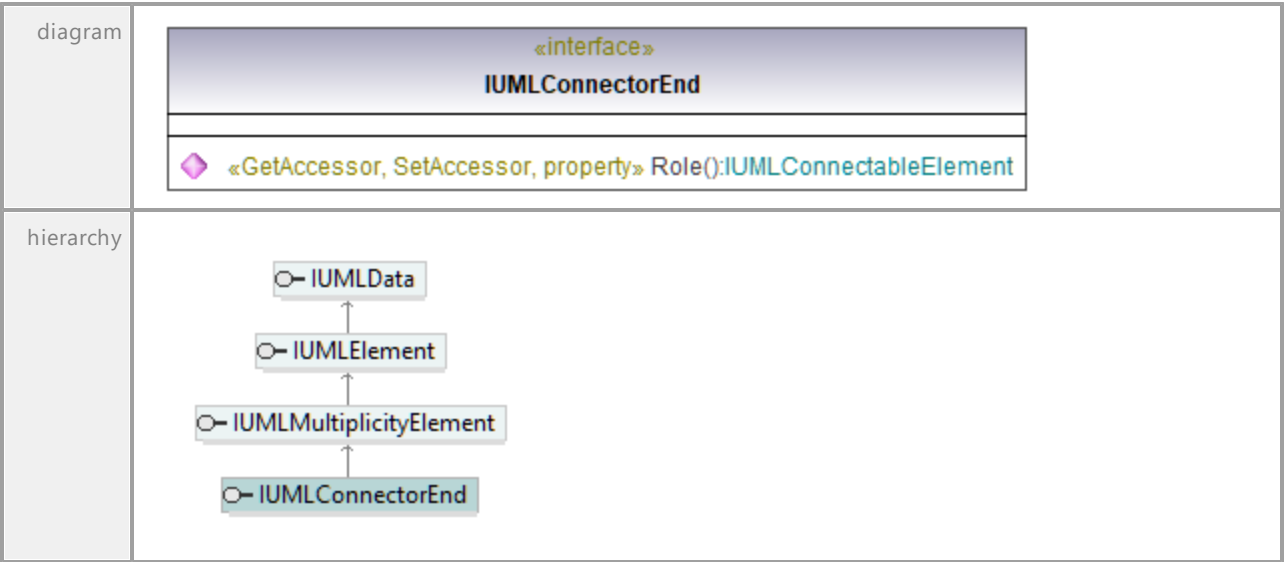 diagram
«interface»
IUMLConnectorEnd
«GetAccessor, SetAccessor, property» Role():IUMLConnectableElement
hierarchy
IUMLData
IUMLElement
IUMLMultiplicityElement
IUMLConnectorEnd